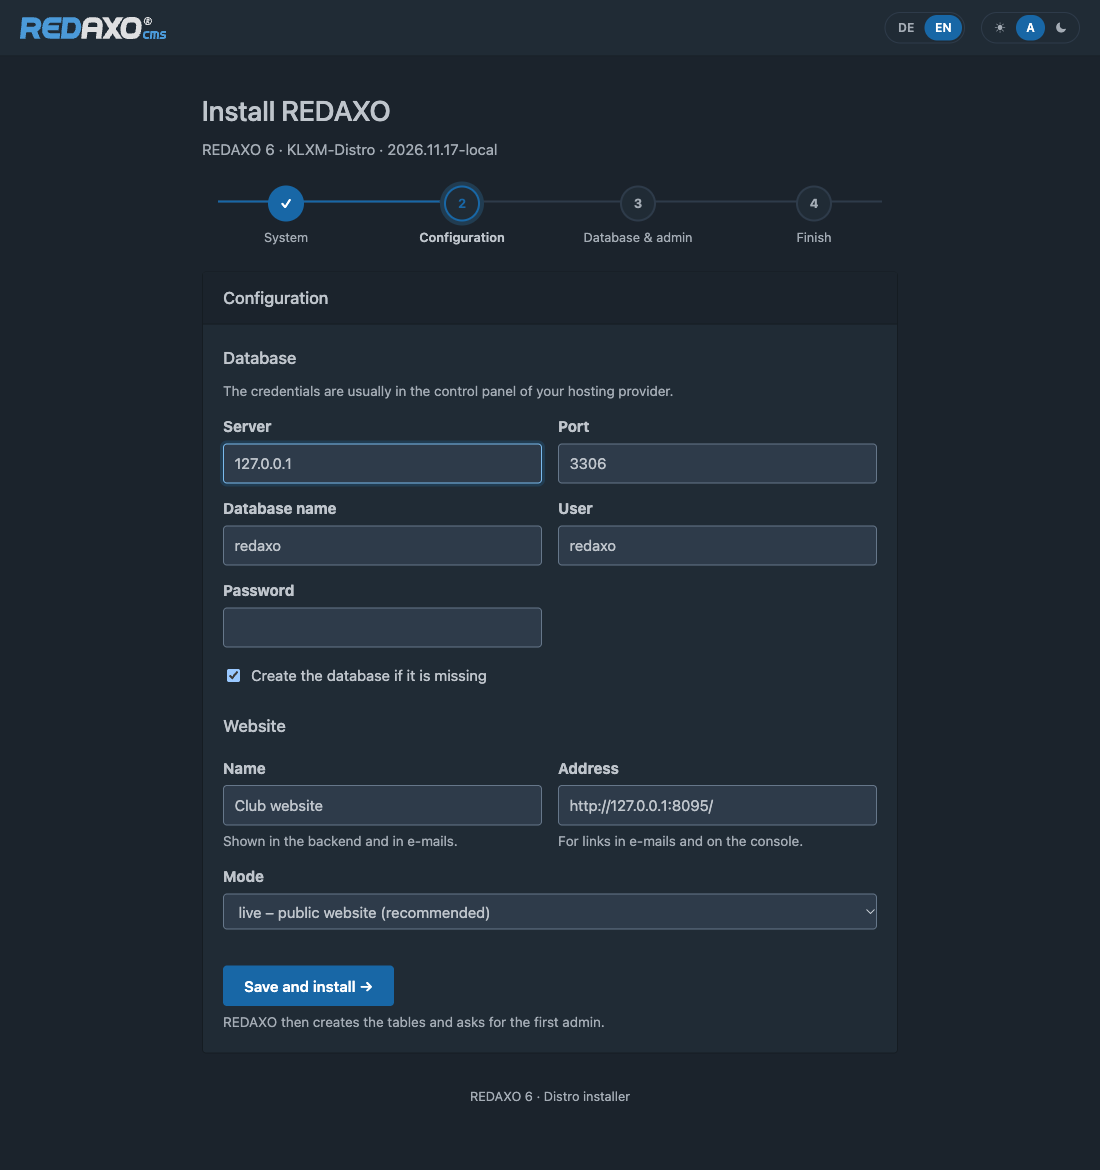 REDAXO® cms
DE EN A
Install REDAXO
REDAXO 6 · KLXM-Distro · 2026.11.17-local
2 3 4
System Configuration Database & admin Finish
Configuration
Database
The credentials are usually in the control panel of your hosting provider.
Server Port
127.0.0.1 3306
Database name User
redaxo redaxo
Password
Create the database if it is missing
Website
Name Address
Club website http://127.0.0.1:8095/
Shown in the backend and in e-mails. For links in e-mails and on the console.
Mode
live – public website (recommended)
Save and install →
REDAXO then creates the tables and asks for the first admin.
REDAXO 6 · Distro installer